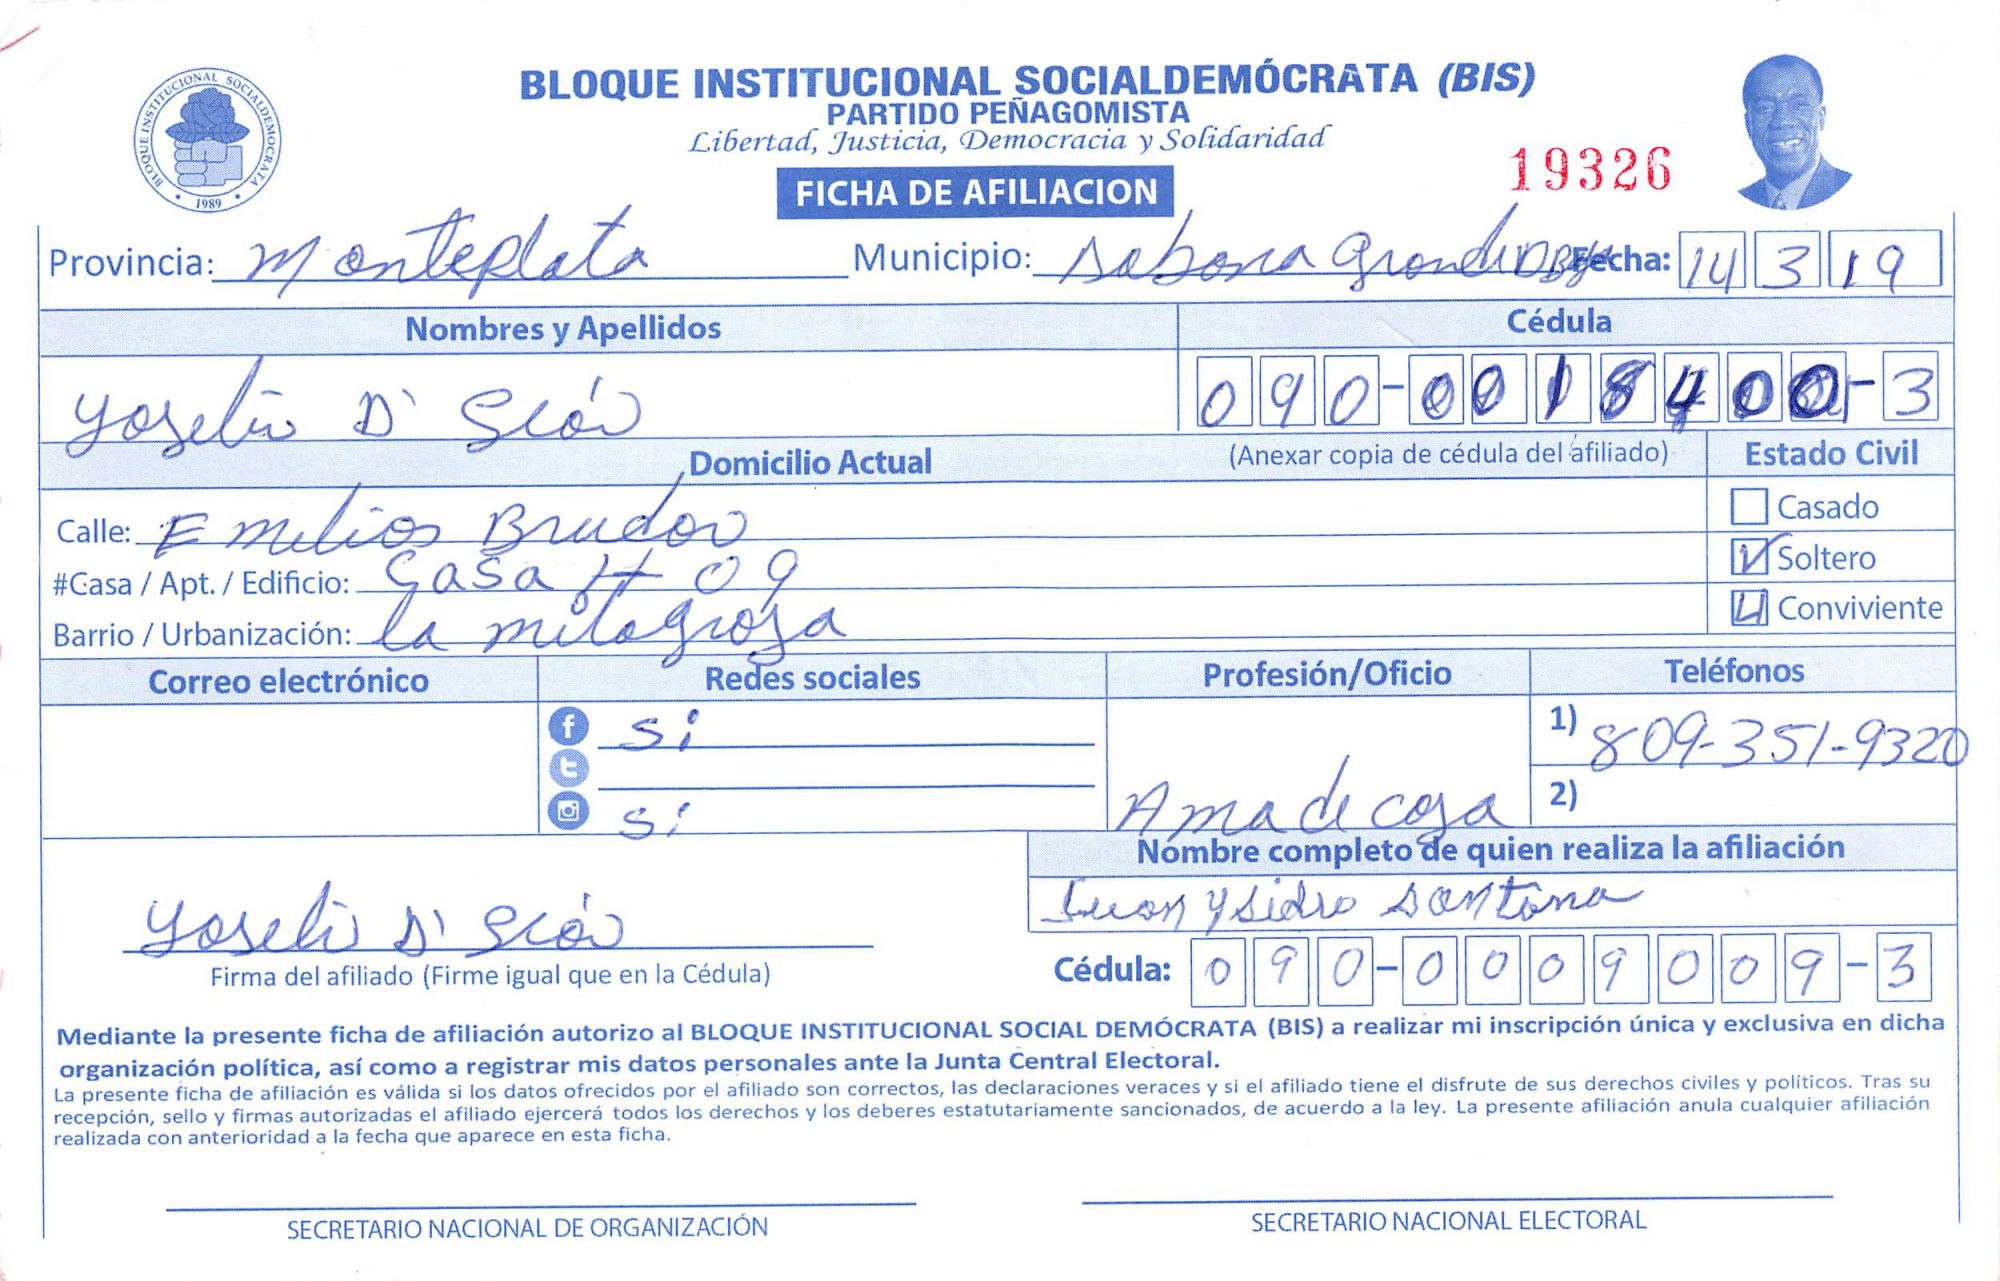 BLOQUE INSTITUCIONAL SOCIALDEMÓCRATA (BIS)
PARTIDO PEÑAGOMISTA
Libertad, Justicia, Democracia y Solidaridad
BLOQUE INSTITUCIONAL SOCIALDEMOCRATA
1989
19326
FICHA DE AFILIACION
Provincia: Monteplata Municipio: Sabana Grande Fecha: 14 3 19
Nombres y Apellidos Cédula
Yoselin D' 090-0018400-3
Domicilio Actual (Anexar copia de cédula del afiliado) Estado Civil
Casado
Calle: Emilios
Soltero
#Casa / Apt. / Edificio: Casa # 09
Conviviente
Barrio / Urbanización: la milagrosa
Correo electrónico Redes sociales Profesión/Oficio Teléfonos
si 1) 809-351-9320
si Ama de casa 2)
Nombre completo de quien realiza la afiliación
Juan Ysidro Santana
Yoselin D'
Firma del afiliado (Firme igual que en la Cédula)
Cédula: 090-0009009-3
Mediante la presente ficha de afiliación autorizo al BLOQUE INSTITUCIONAL SOCIAL DEMÓCRATA (BIS) a realizar mi inscripción única y exclusiva en dicha
organización política, así como a registrar mis datos personales ante la Junta Central Electoral.
La presente ficha de afiliación es válida si los datos ofrecidos por el afiliado son correctos, las declaraciones veraces y si el afiliado tiene el disfrute de sus derechos civiles y políticos. Tras su
recepción, sello y firmas autorizadas el afiliado ejercerá todos los derechos y los deberes estatutariamente sancionados, de acuerdo a la ley. La presente afiliación anula cualquier afiliación
realizada con anterioridad a la fecha que aparece en esta ficha.
SECRETARIO NACIONAL DE ORGANIZACIÓN SECRETARIO NACIONAL ELECTORAL